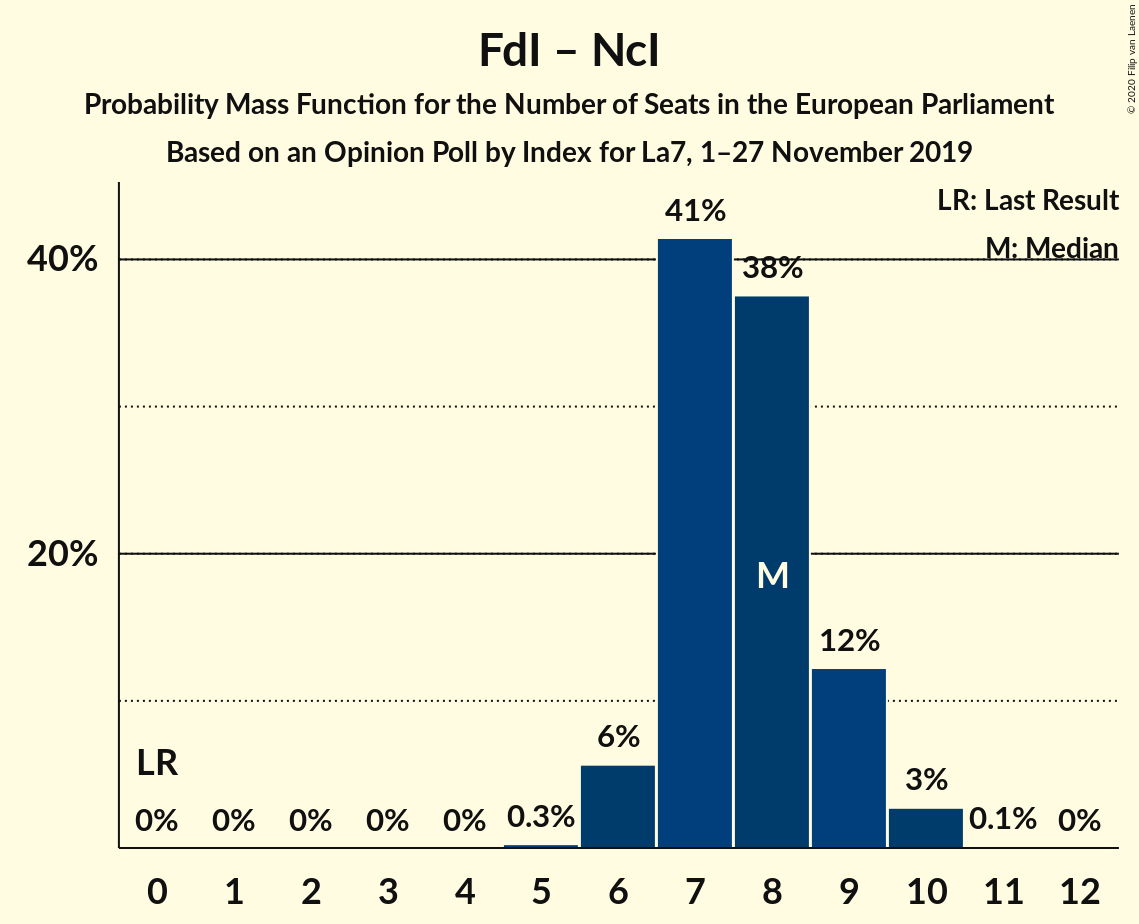 FdI – NcI
Probability Mass Function for the Number of Seats in the European Parliament
Based on an Opinion Poll by Index for La7, 1–27 November 2019
© 2020 Filip van Laenen
LR: Last Result
M: Median
40%
20%
LR
0%
0%
0%
0%
0%
0.3%
6%
41%
38%
M
12%
3%
0.1%
0%
0 1 2 3 4 5 6 7 8 9 10 11 12